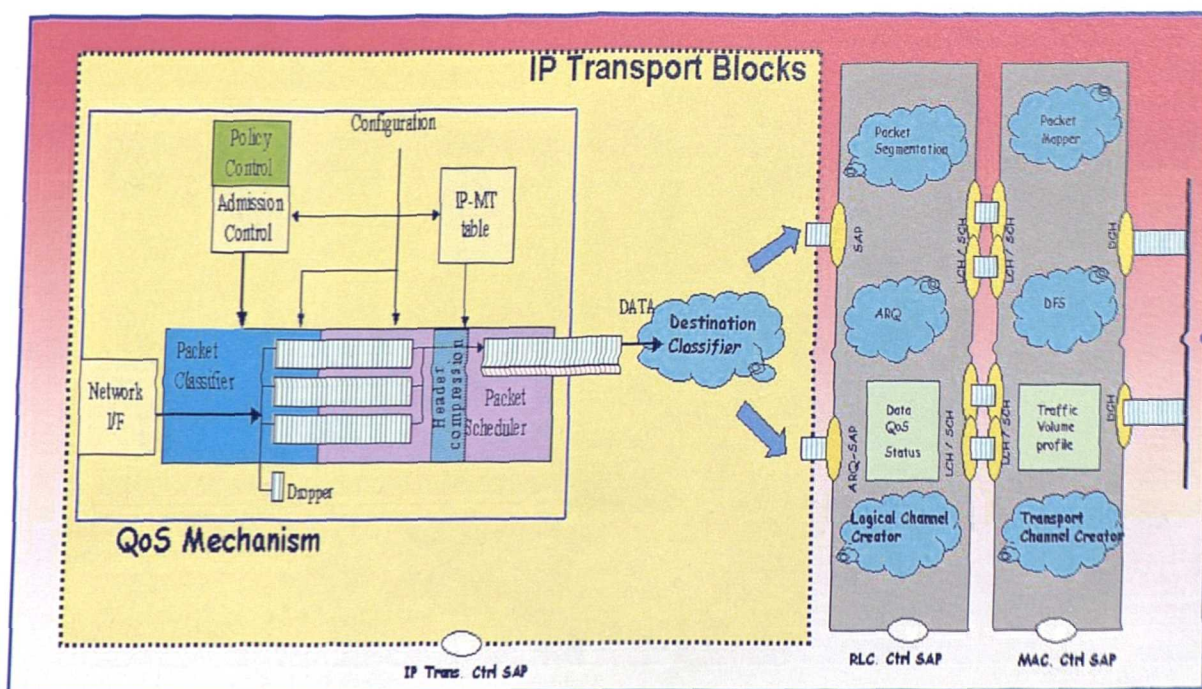 IP Transport Blocks
Configuration
Policy
Control
Admission
Control
IP-MT
table
Packet
Segmentation
Packet
Mapper
SAP
LCH / SCH
LCH / SCH
DCH
DATA
Destination
Classifier
ARQ
DFS
Network
I/F
Packet
Classifier
Header
compression
Packet
Scheduler
Dropper
ARQ-SAP
Data
QoS
Status
LCH / SCH
LCH / SCH
Traffic
Volume
profile
DCH
QoS Mechanism
Logical Channel
Creator
Transport
Channel Creator
IP Trans. Ctrl SAP
RLC. Ctrl SAP
MAC. Ctrl SAP